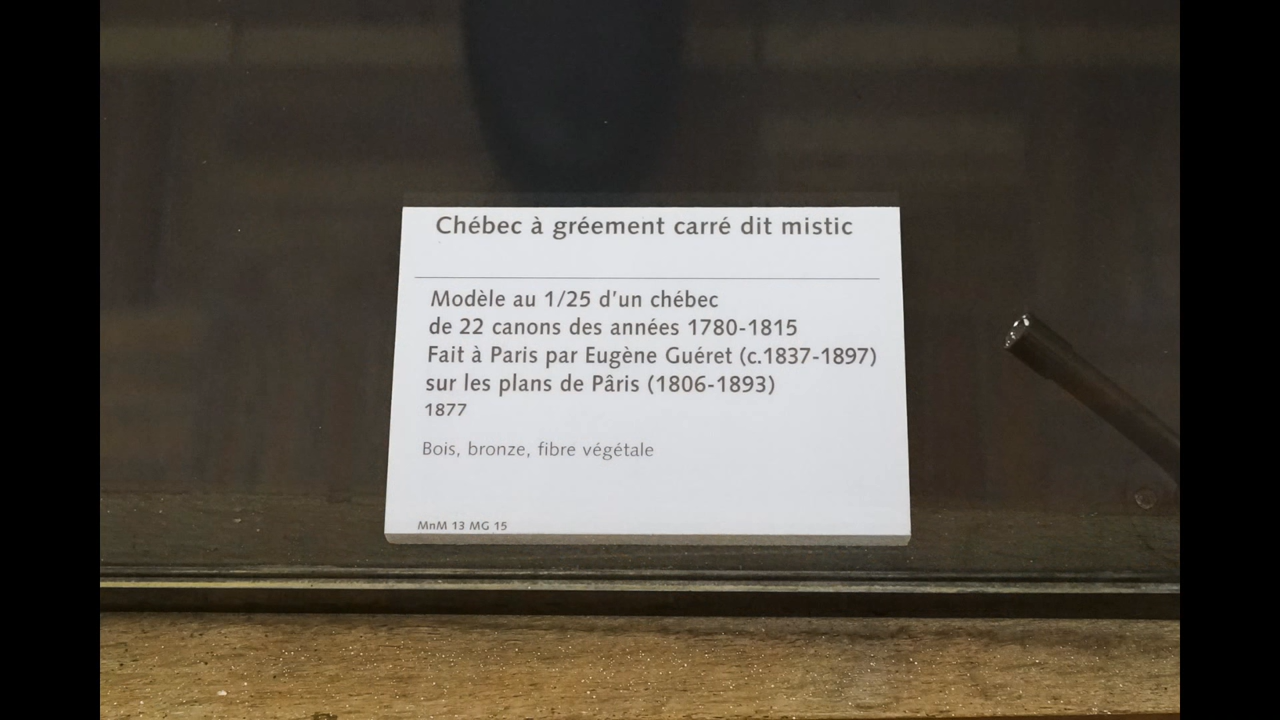 Chébec à gréement carré dit mistic
Modèle au 1/25 d'un chébec
de 22 canons des années 1780-1815
Fait à Paris par Eugène Guéret (c.1837-1897)
sur les plans de Pâris (1806-1893)
1877
Bois, bronze, fibre végétale
MnM 13 MG 15